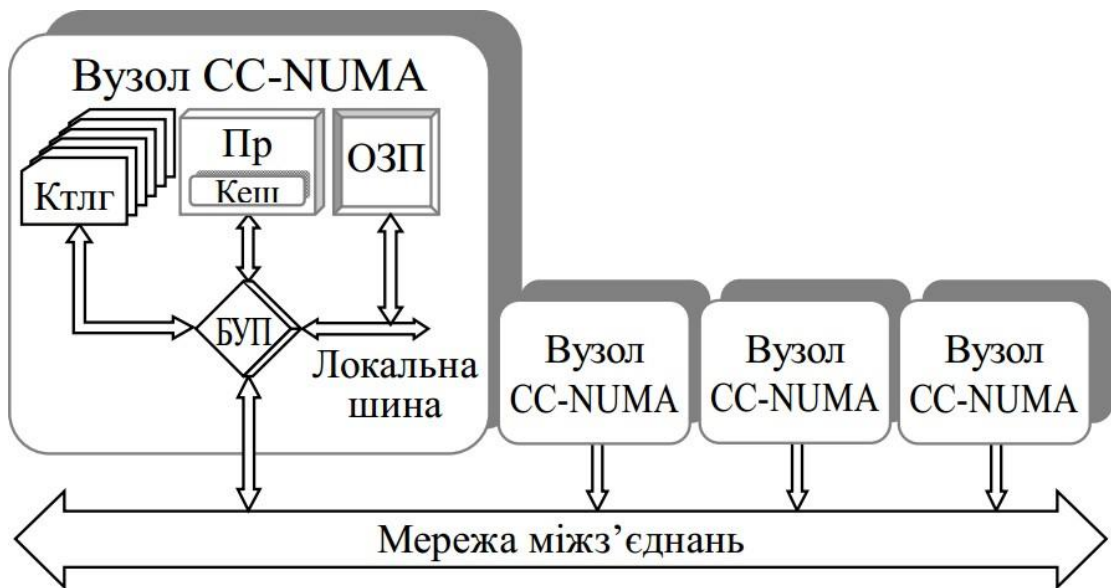 Вузол CC-NUMA
Ктлг
Пр
Кеш
ОЗП
БУП
Локальна
шина
Вузол
CC-NUMA
Вузол
CC-NUMA
Вузол
CC-NUMA
Мережа міжз’єднань